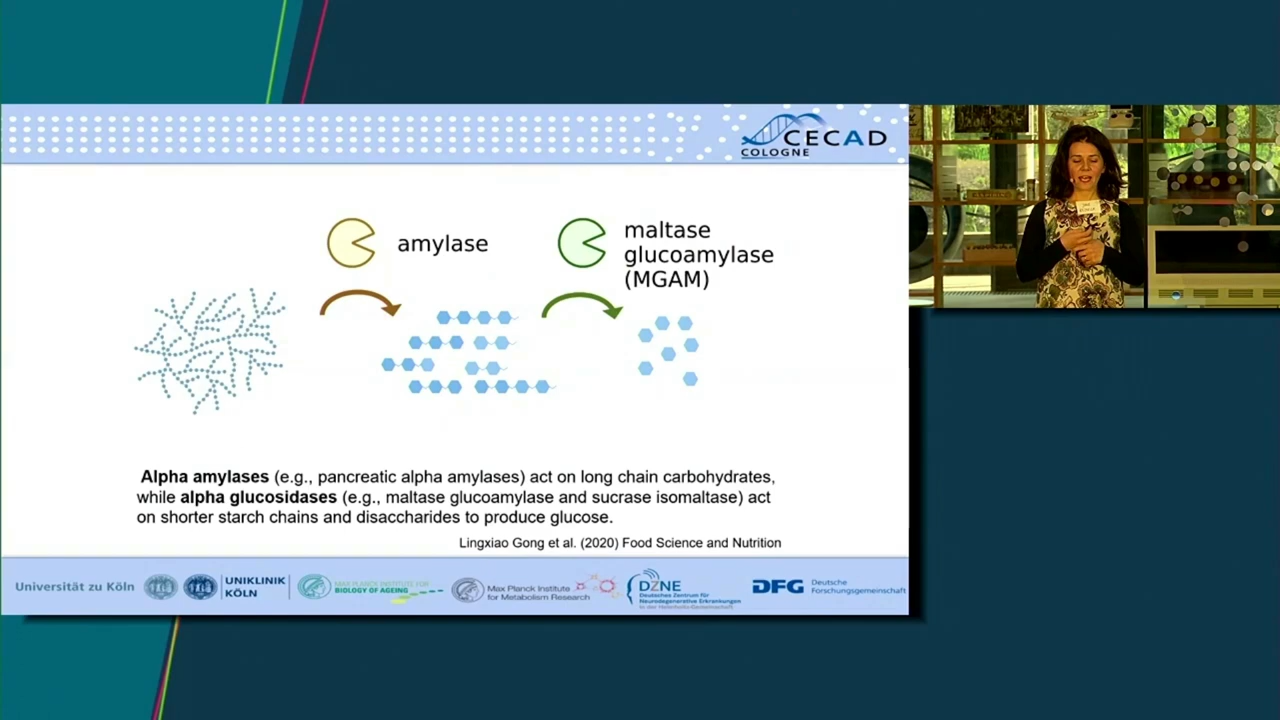 CECAD
COLOGNE
amylase
maltase
glucoamylase
(MGAM)
Alpha amylases (e.g., pancreatic alpha amylases) act on long chain carbohydrates,
while alpha glucosidases (e.g., maltase glucoamylase and sucrase isomaltase) act
on shorter starch chains and disaccharides to produce glucose.
Lingxiao Gong et al. (2020) Food Science and Nutrition
Universität zu Köln
UNIKLINIK
KÖLN
MAX PLANCK INSTITUTE FOR
BIOLOGY OF AGEING
Max Planck Institute
for Metabolism Research
DZNE
Deutsches Zentrum für
Neurodegenerative Erkrankungen
in der Helmholtz-Gemeinschaft
DFG
Deutsche
Forschungsgemeinschaft